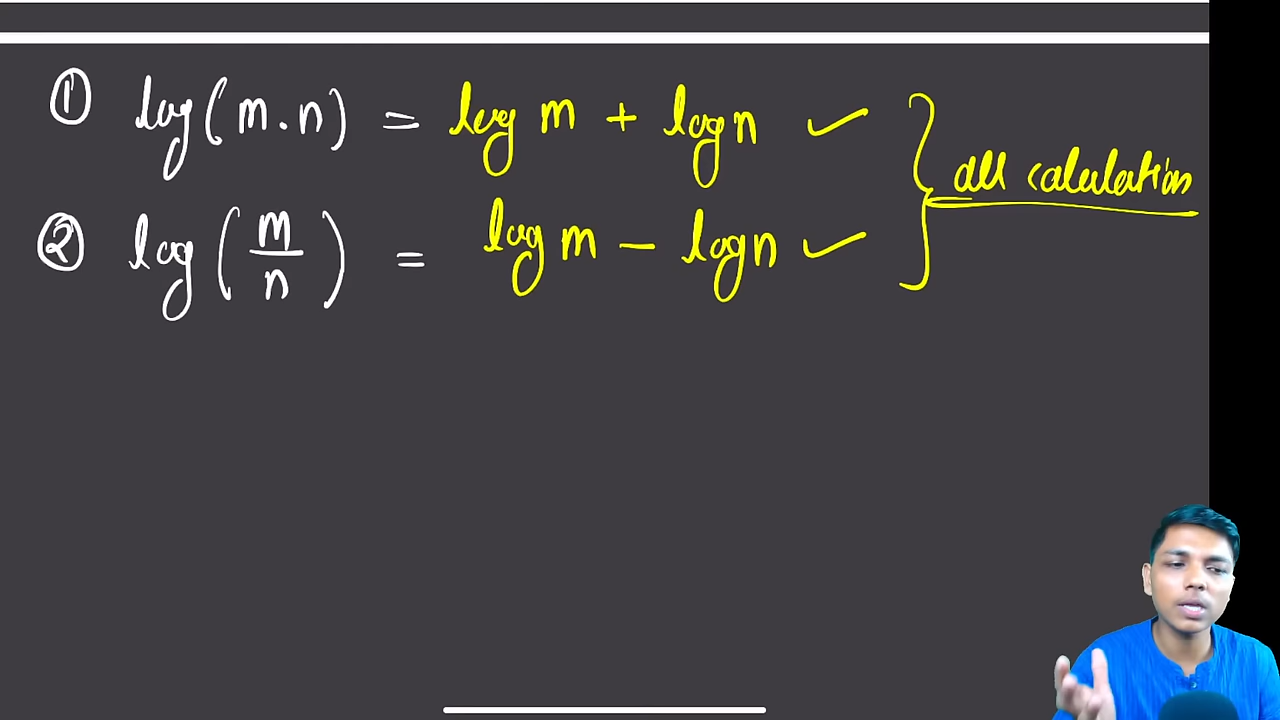 ① log(m.n) = log m + log n ✓
② log(m/n) = log m − log n ✓
all calculation